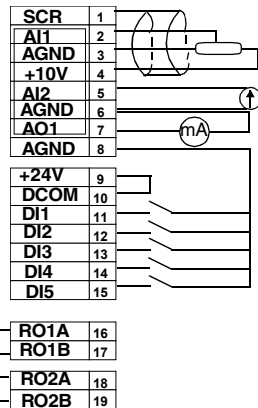 SCR 1
AI1 2
AGND 3
+10V 4
AI2 5
AGND 6
AO1 7
AGND 8
mA
+24V 9
DCOM 10
DI1 11
DI2 12
DI3 13
DI4 14
DI5 15
RO1A 16
RO1B 17
RO2A 18
RO2B 19